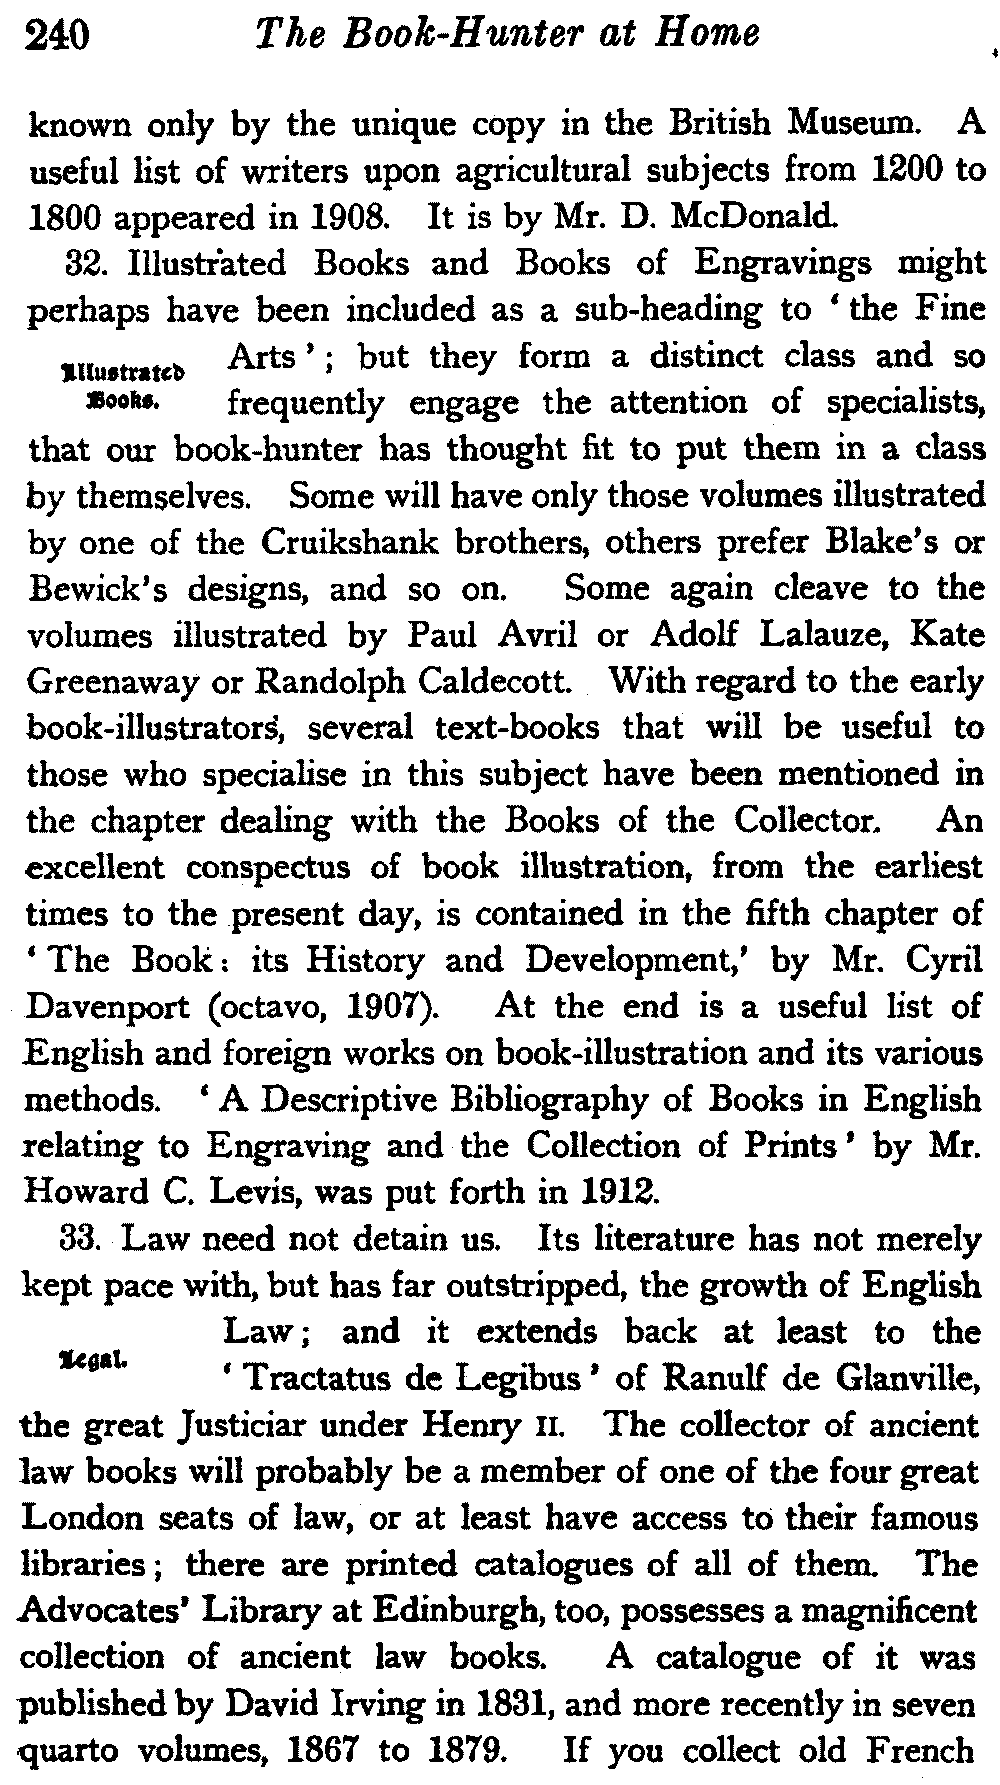 240 The Book-Hunter at Home
known only by the unique copy in the British Museum. A
useful list of writers upon agricultural subjects from 1200 to
1800 appeared in 1908. It is by Mr. D. McDonald.
32. Illustrated Books and Books of Engravings might
perhaps have been included as a sub-heading to ‘ the Fine
Illustrated
Books.
Arts ’ ; but they form a distinct class and so
frequently engage the attention of specialists,
that our book-hunter has thought fit to put them in a class
by themselves. Some will have only those volumes illustrated
by one of the Cruikshank brothers, others prefer Blake's or
Bewick's designs, and so on. Some again cleave to the
volumes illustrated by Paul Avril or Adolf Lalauze, Kate
Greenaway or Randolph Caldecott. With regard to the early
book-illustrators, several text-books that will be useful to
those who specialise in this subject have been mentioned in
the chapter dealing with the Books of the Collector. An
excellent conspectus of book illustration, from the earliest
times to the present day, is contained in the fifth chapter of
‘ The Book : its History and Development,’ by Mr. Cyril
Davenport (octavo, 1907). At the end is a useful list of
English and foreign works on book-illustration and its various
methods. ‘ A Descriptive Bibliography of Books in English
relating to Engraving and the Collection of Prints ’ by Mr.
Howard C. Levis, was put forth in 1912.
33. Law need not detain us. Its literature has not merely
kept pace with, but has far outstripped, the growth of English
Legal.
Law ; and it extends back at least to the
‘ Tractatus de Legibus ’ of Ranulf de Glanville,
the great Justiciar under Henry II. The collector of ancient
law books will probably be a member of one of the four great
London seats of law, or at least have access to their famous
libraries ; there are printed catalogues of all of them. The
Advocates' Library at Edinburgh, too, possesses a magnificent
collection of ancient law books. A catalogue of it was
published by David Irving in 1831, and more recently in seven
quarto volumes, 1867 to 1879. If you collect old French